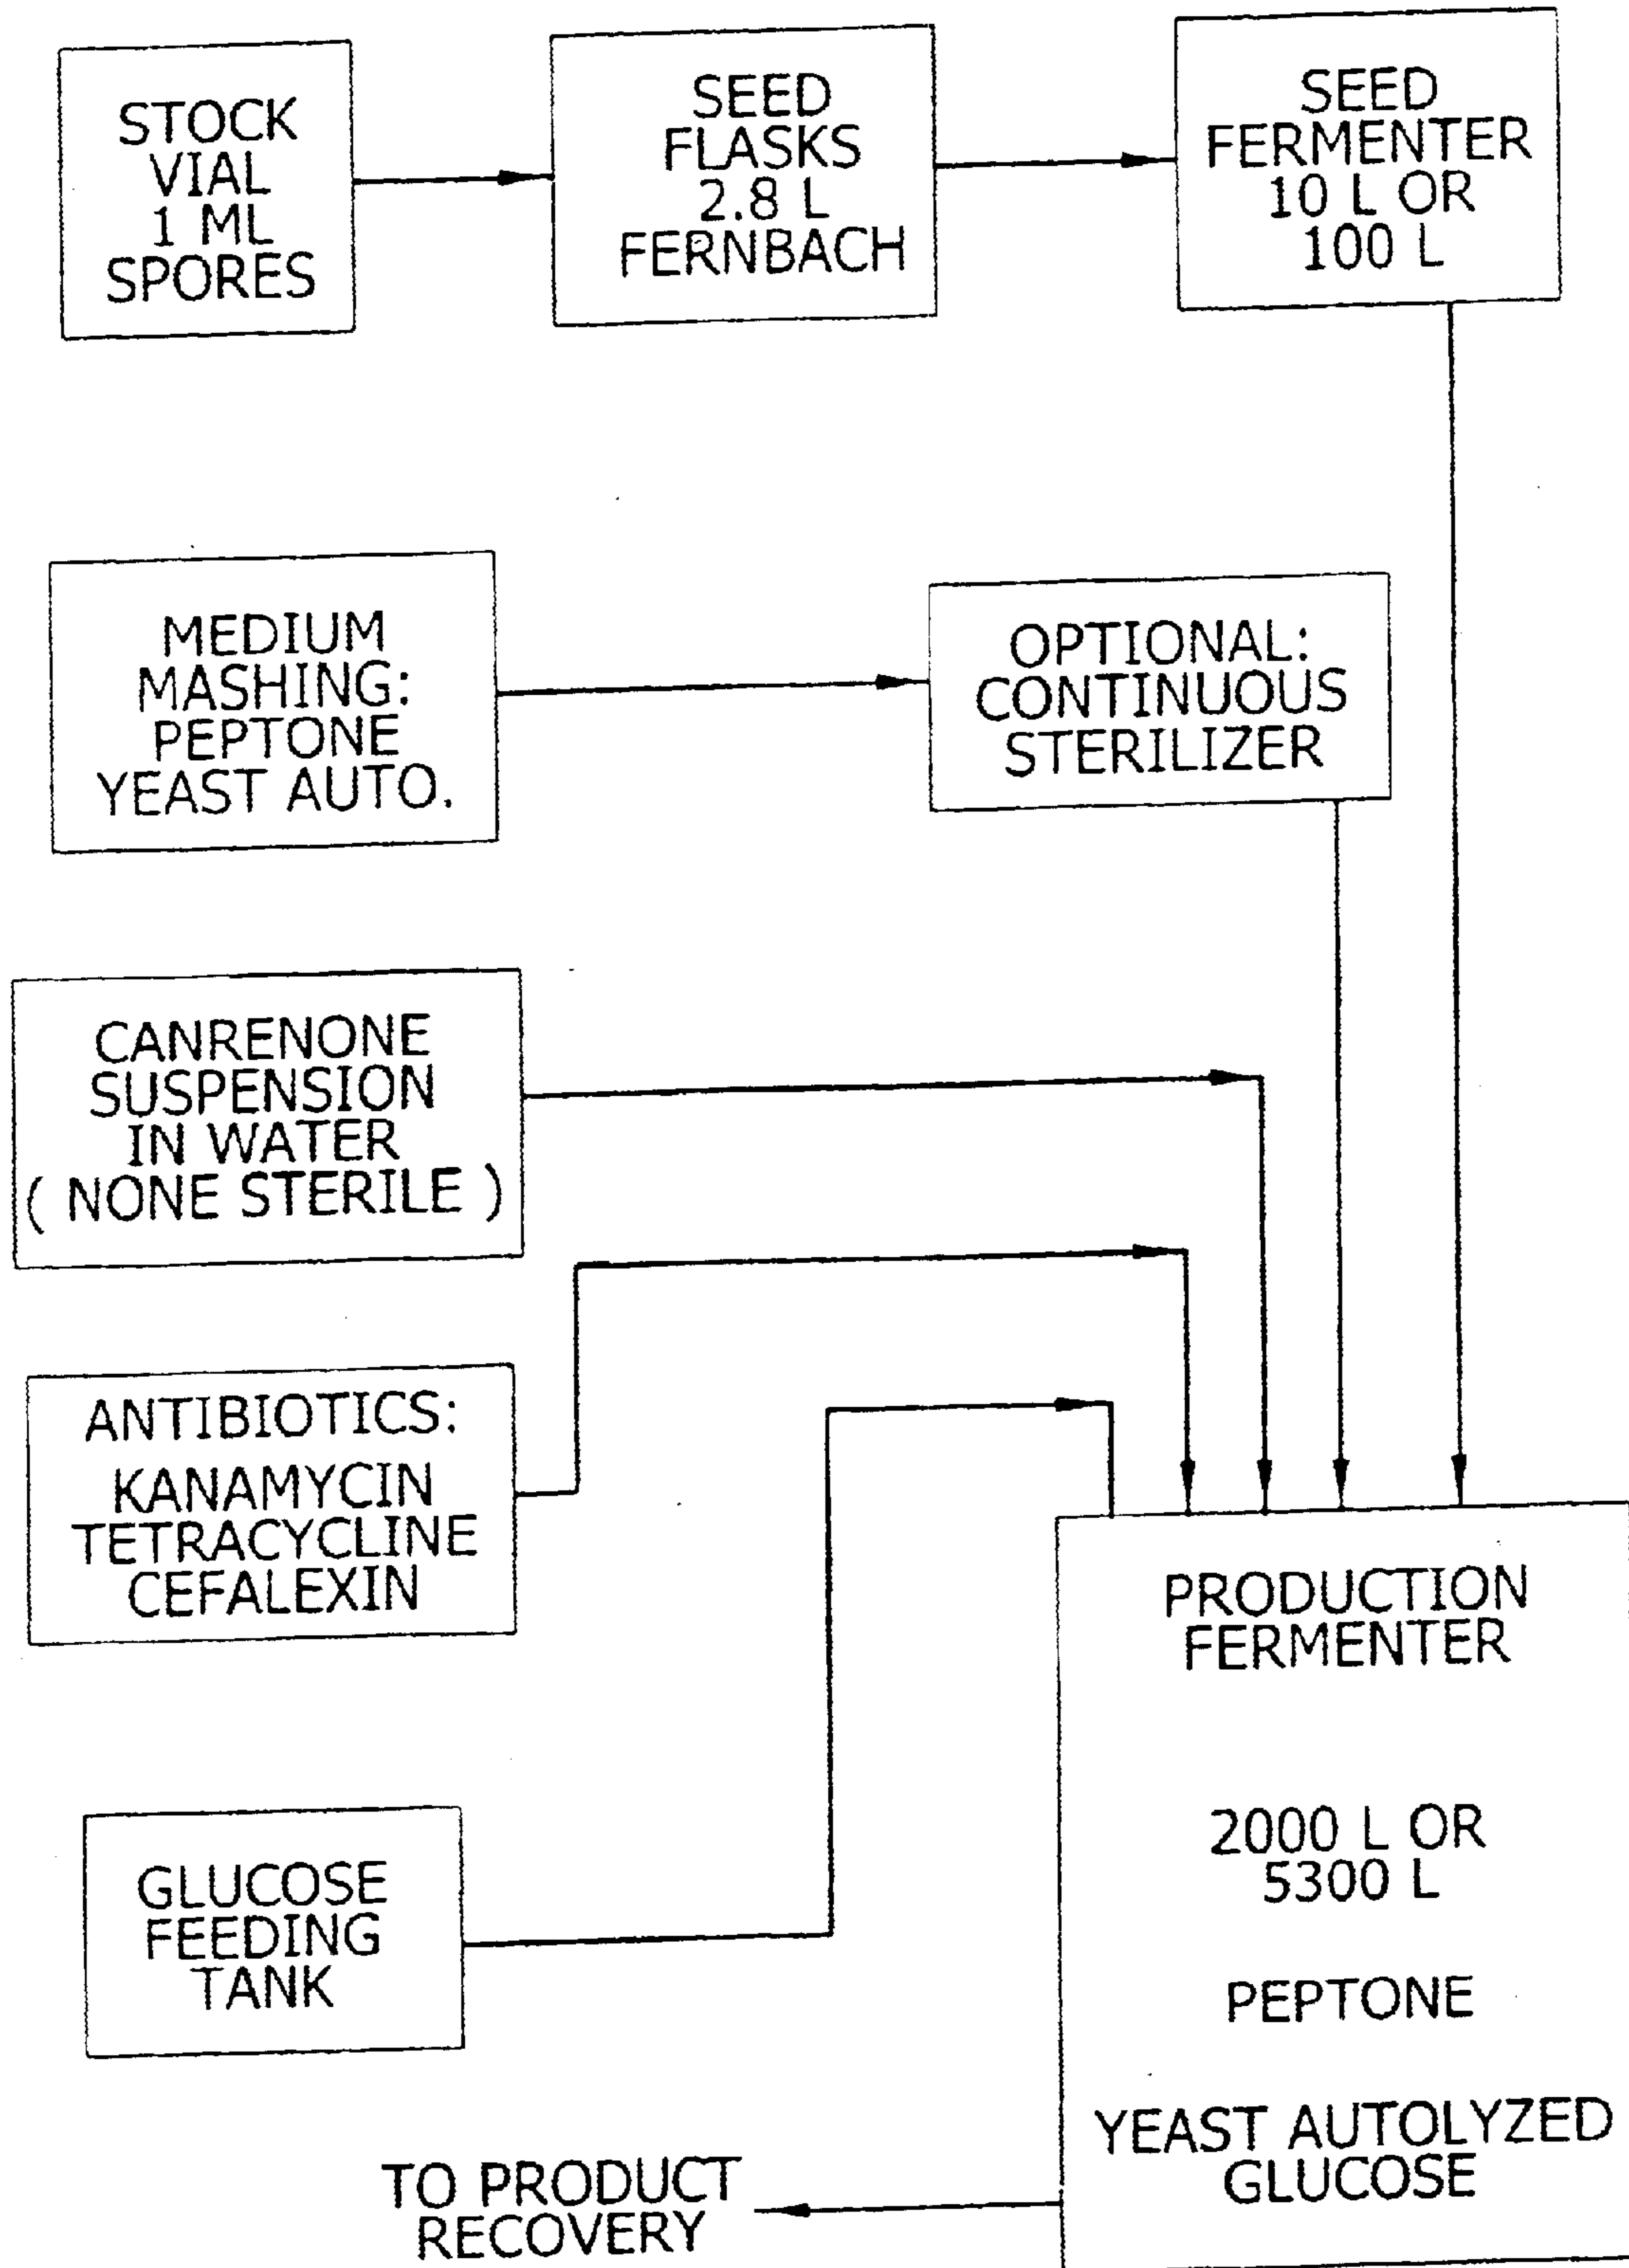 STOCK
VIAL
1 ML
SPORES
SEED
FLASKS
2.8 L
FERNBACH
SEED
FERMENTER
10 L OR
100 L
MEDIUM
MASHING:
PEPTONE
YEAST AUTO.
OPTIONAL:
CONTINUOUS
STERILIZER
CANRENONE
SUSPENSION
IN WATER
( NONE STERILE )
ANTIBIOTICS:
KANAMYCIN
TETRACYCLINE
CEFALEXIN
GLUCOSE
FEEDING
TANK
PRODUCTION
FERMENTER
2000 L OR
5300 L
PEPTONE
YEAST AUTOLYZED
GLUCOSE
TO PRODUCT
RECOVERY